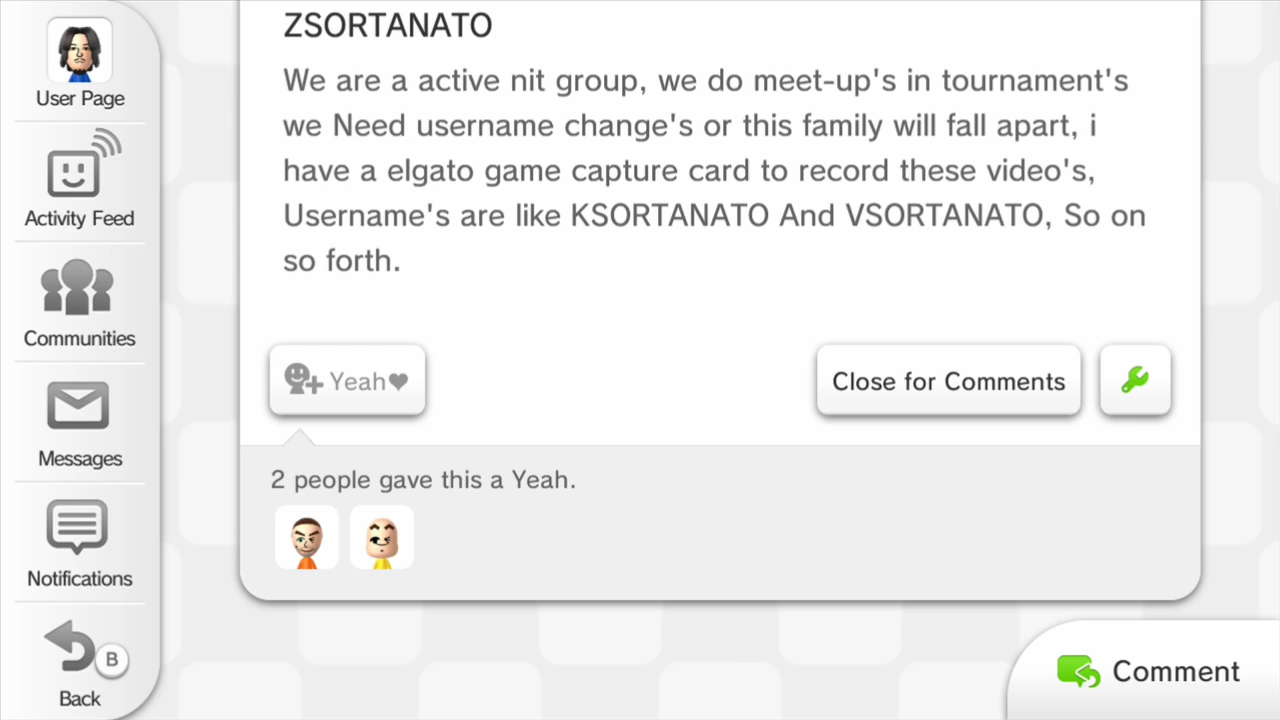 ZSORTANATO
We are a active nit group, we do meet-up's in tournament's
we Need username change's or this family will fall apart, i
have a elgato game capture card to record these video's,
Username's are like KSORTANATO And VSORTANATO, So on
so forth.
Yeah♥
Close for Comments
2 people gave this a Yeah.
User Page
Activity Feed
Communities
Messages
Notifications
B
Back
Comment